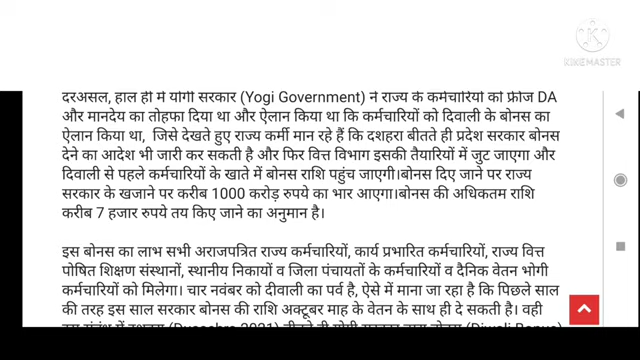 KINEMASTER
दरअसल, हाल ही में योगी सरकार (Yogi Government) ने राज्य के कर्मचारियों को फ्रीज DA
और मानदेय का तोहफा दिया था और ऐलान किया था कि कर्मचारियों को दिवाली के बोनस का
ऐलान किया था, जिसे देखते हुए राज्य कर्मी मान रहे हैं कि दशहरा बीतते ही प्रदेश सरकार बोनस
देने का आदेश भी जारी कर सकती है और फिर वित्त विभाग इसकी तैयारियों में जुट जाएगा और
दिवाली से पहले कर्मचारियों के खाते में बोनस राशि पहुंच जाएगी।बोनस दिए जाने पर राज्य
सरकार के खजाने पर करीब 1000 करोड़ रुपये का भार आएगा।बोनस की अधिकतम राशि
करीब 7 हजार रुपये तय किए जाने का अनुमान है।
इस बोनस का लाभ सभी अराजपत्रित राज्य कर्मचारियों, कार्य प्रभारित कर्मचारियों, राज्य वित्त
पोषित शिक्षण संस्थानों, स्थानीय निकायों व जिला पंचायतों के कर्मचारियों व दैनिक वेतन भोगी
कर्मचारियों को मिलेगा। चार नवंबर को दीवाली का पर्व है, ऐसे में माना जा रहा है कि पिछले साल
की तरह इस साल सरकार बोनस की राशि अक्टूबर माह के वेतन के साथ ही दे सकती है। वही